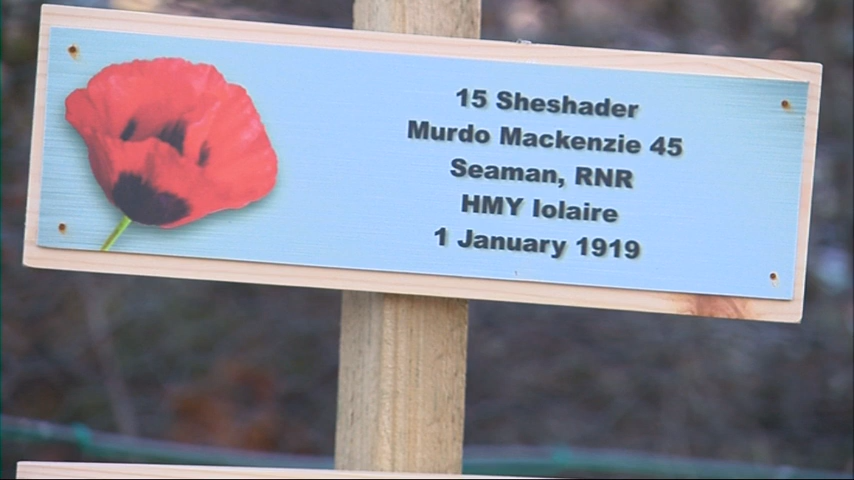 15 Sheshader
Murdo Mackenzie 45
Seaman, RNR
HMY Iolaire
1 January 1919